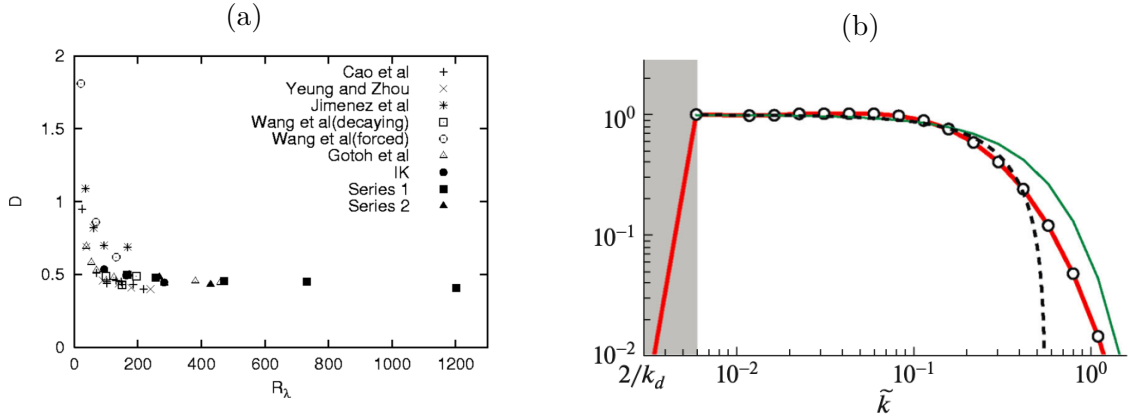 (a)
2
1.5
1
0.5
0
D
Cao et al
Yeung and Zhou
Jimenez et al
Wang et al(decaying)
Wang et al(forced)
Gotoh et al
IK
Series 1
Series 2
0 200 400 600 800 1000 1200
R_λ
(b)
10^0
10^{-1}
10^{-2}
2/k_d 10^{-2} 10^{-1} 10^0
k̃